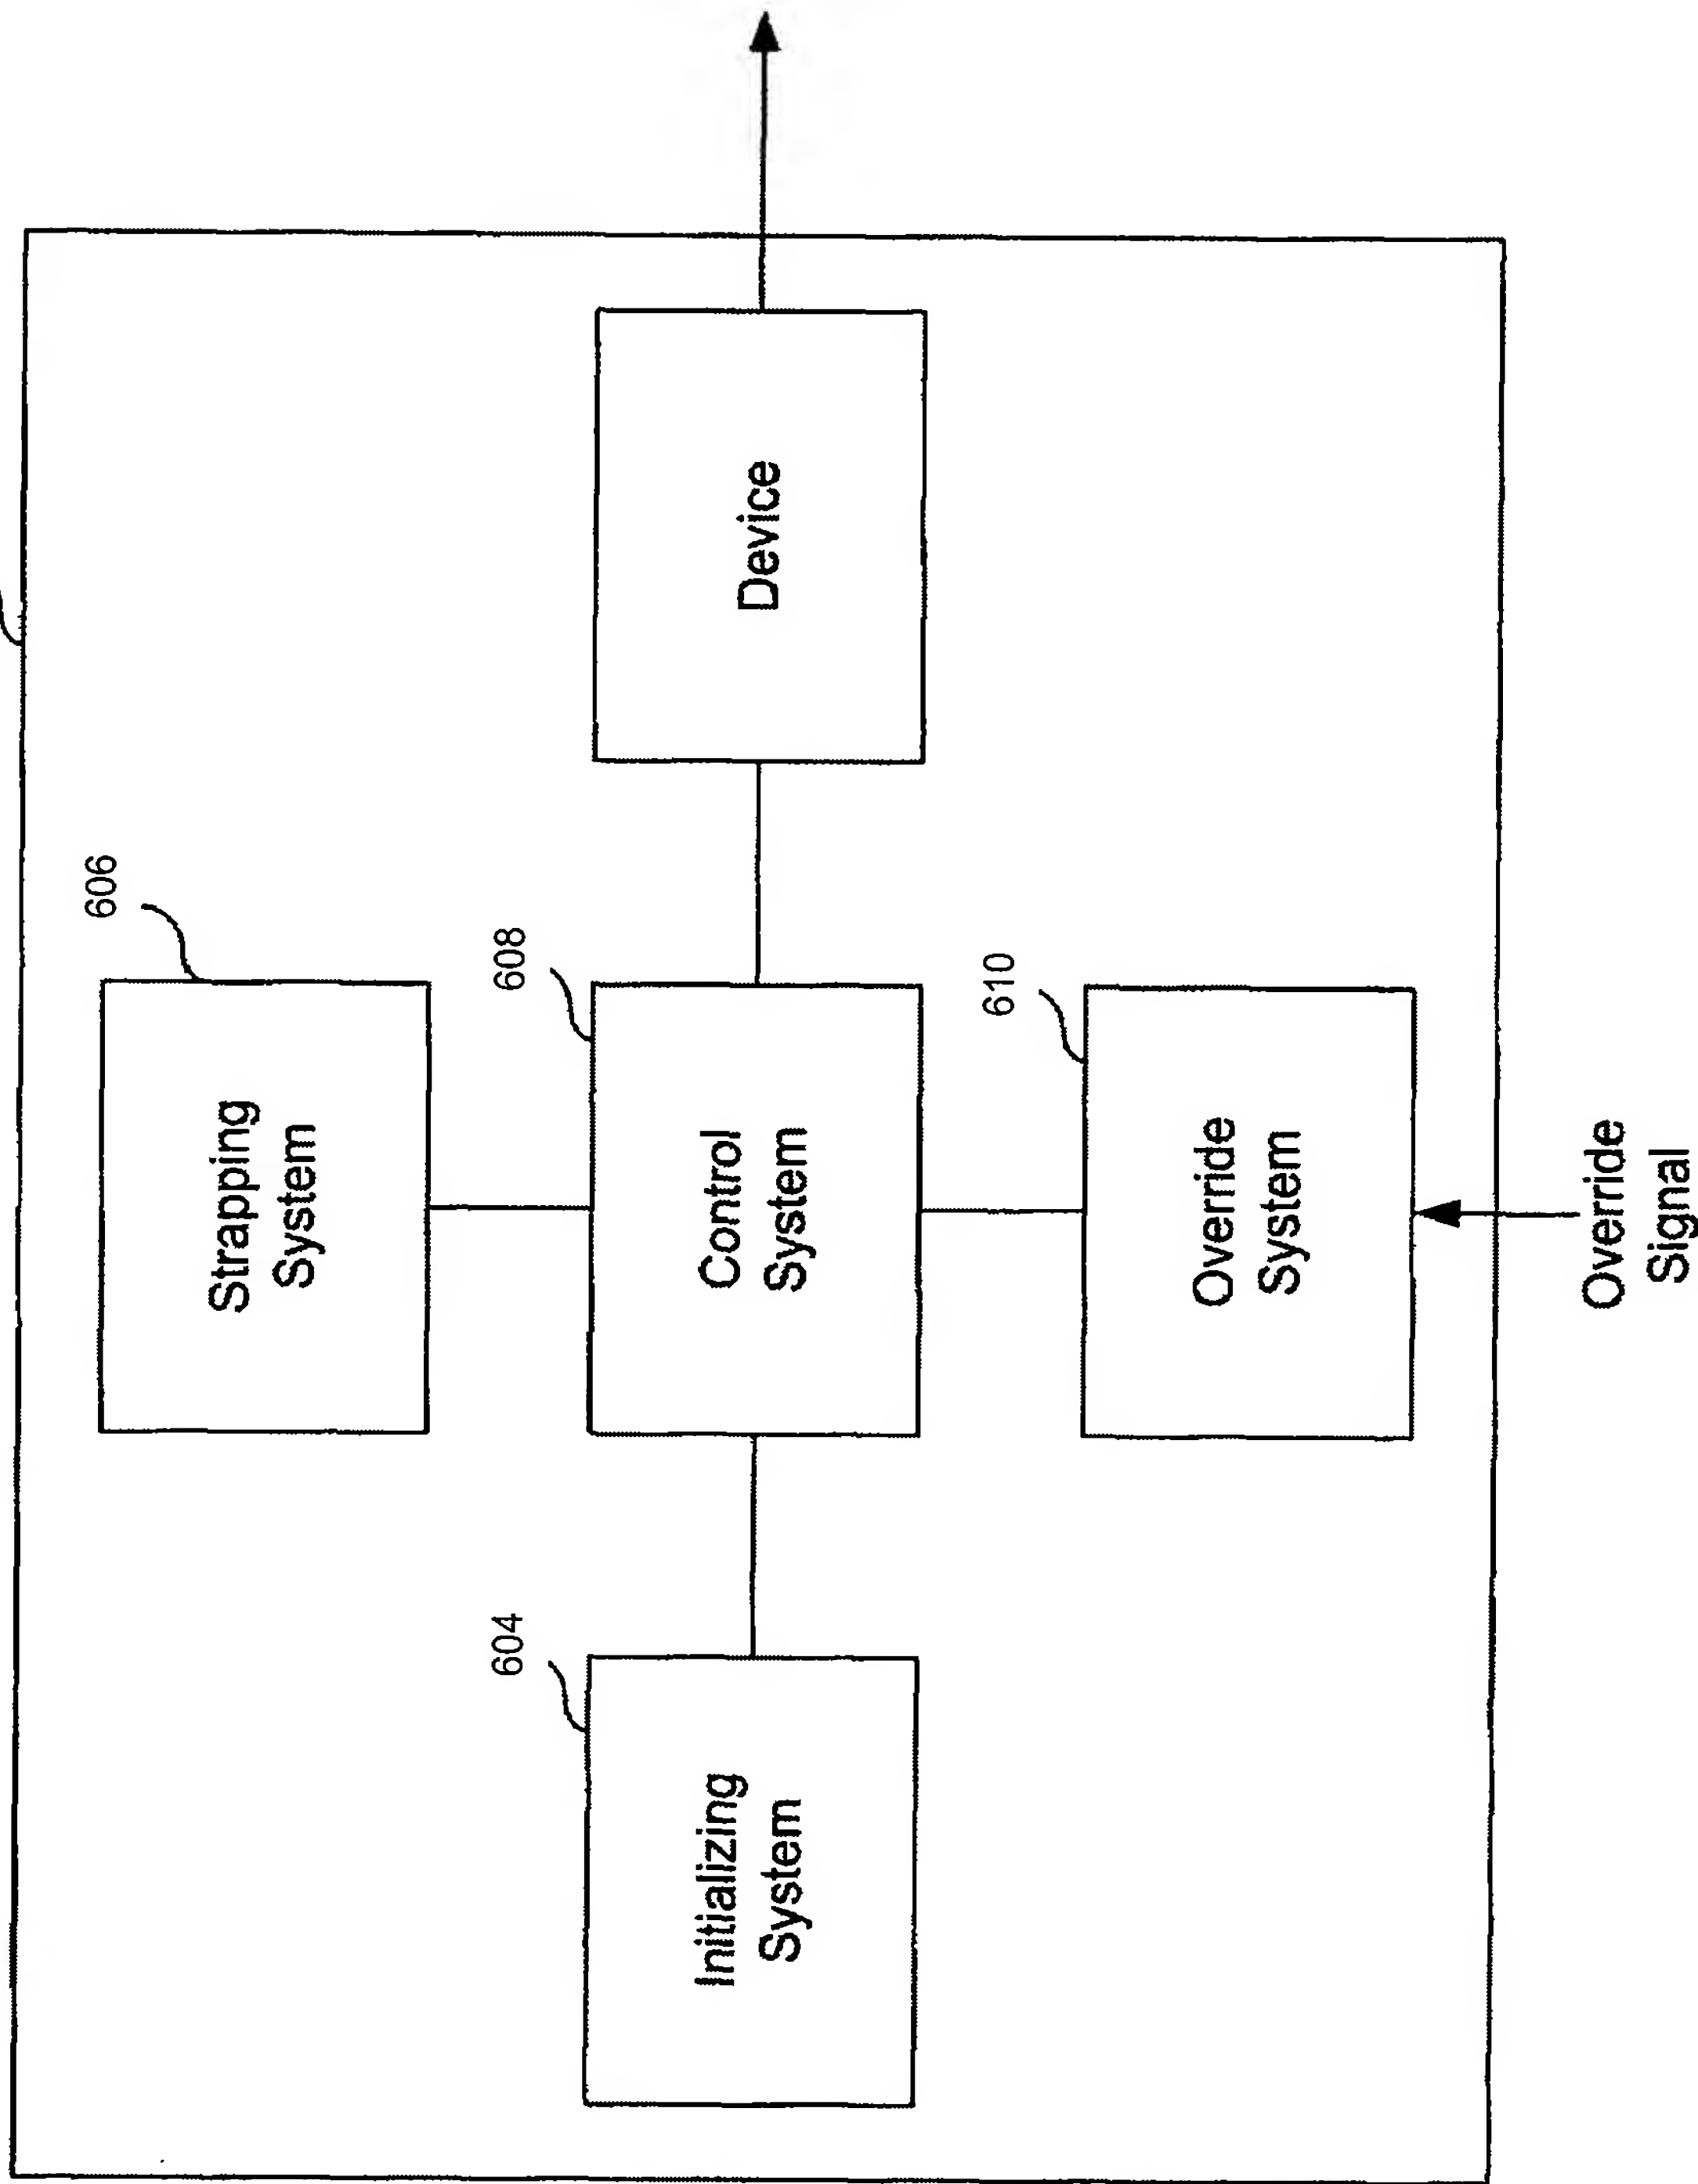 606
Strapping
System
604
Initializing
System
608
Control
System
Device
610
Override
System
Override
Signal